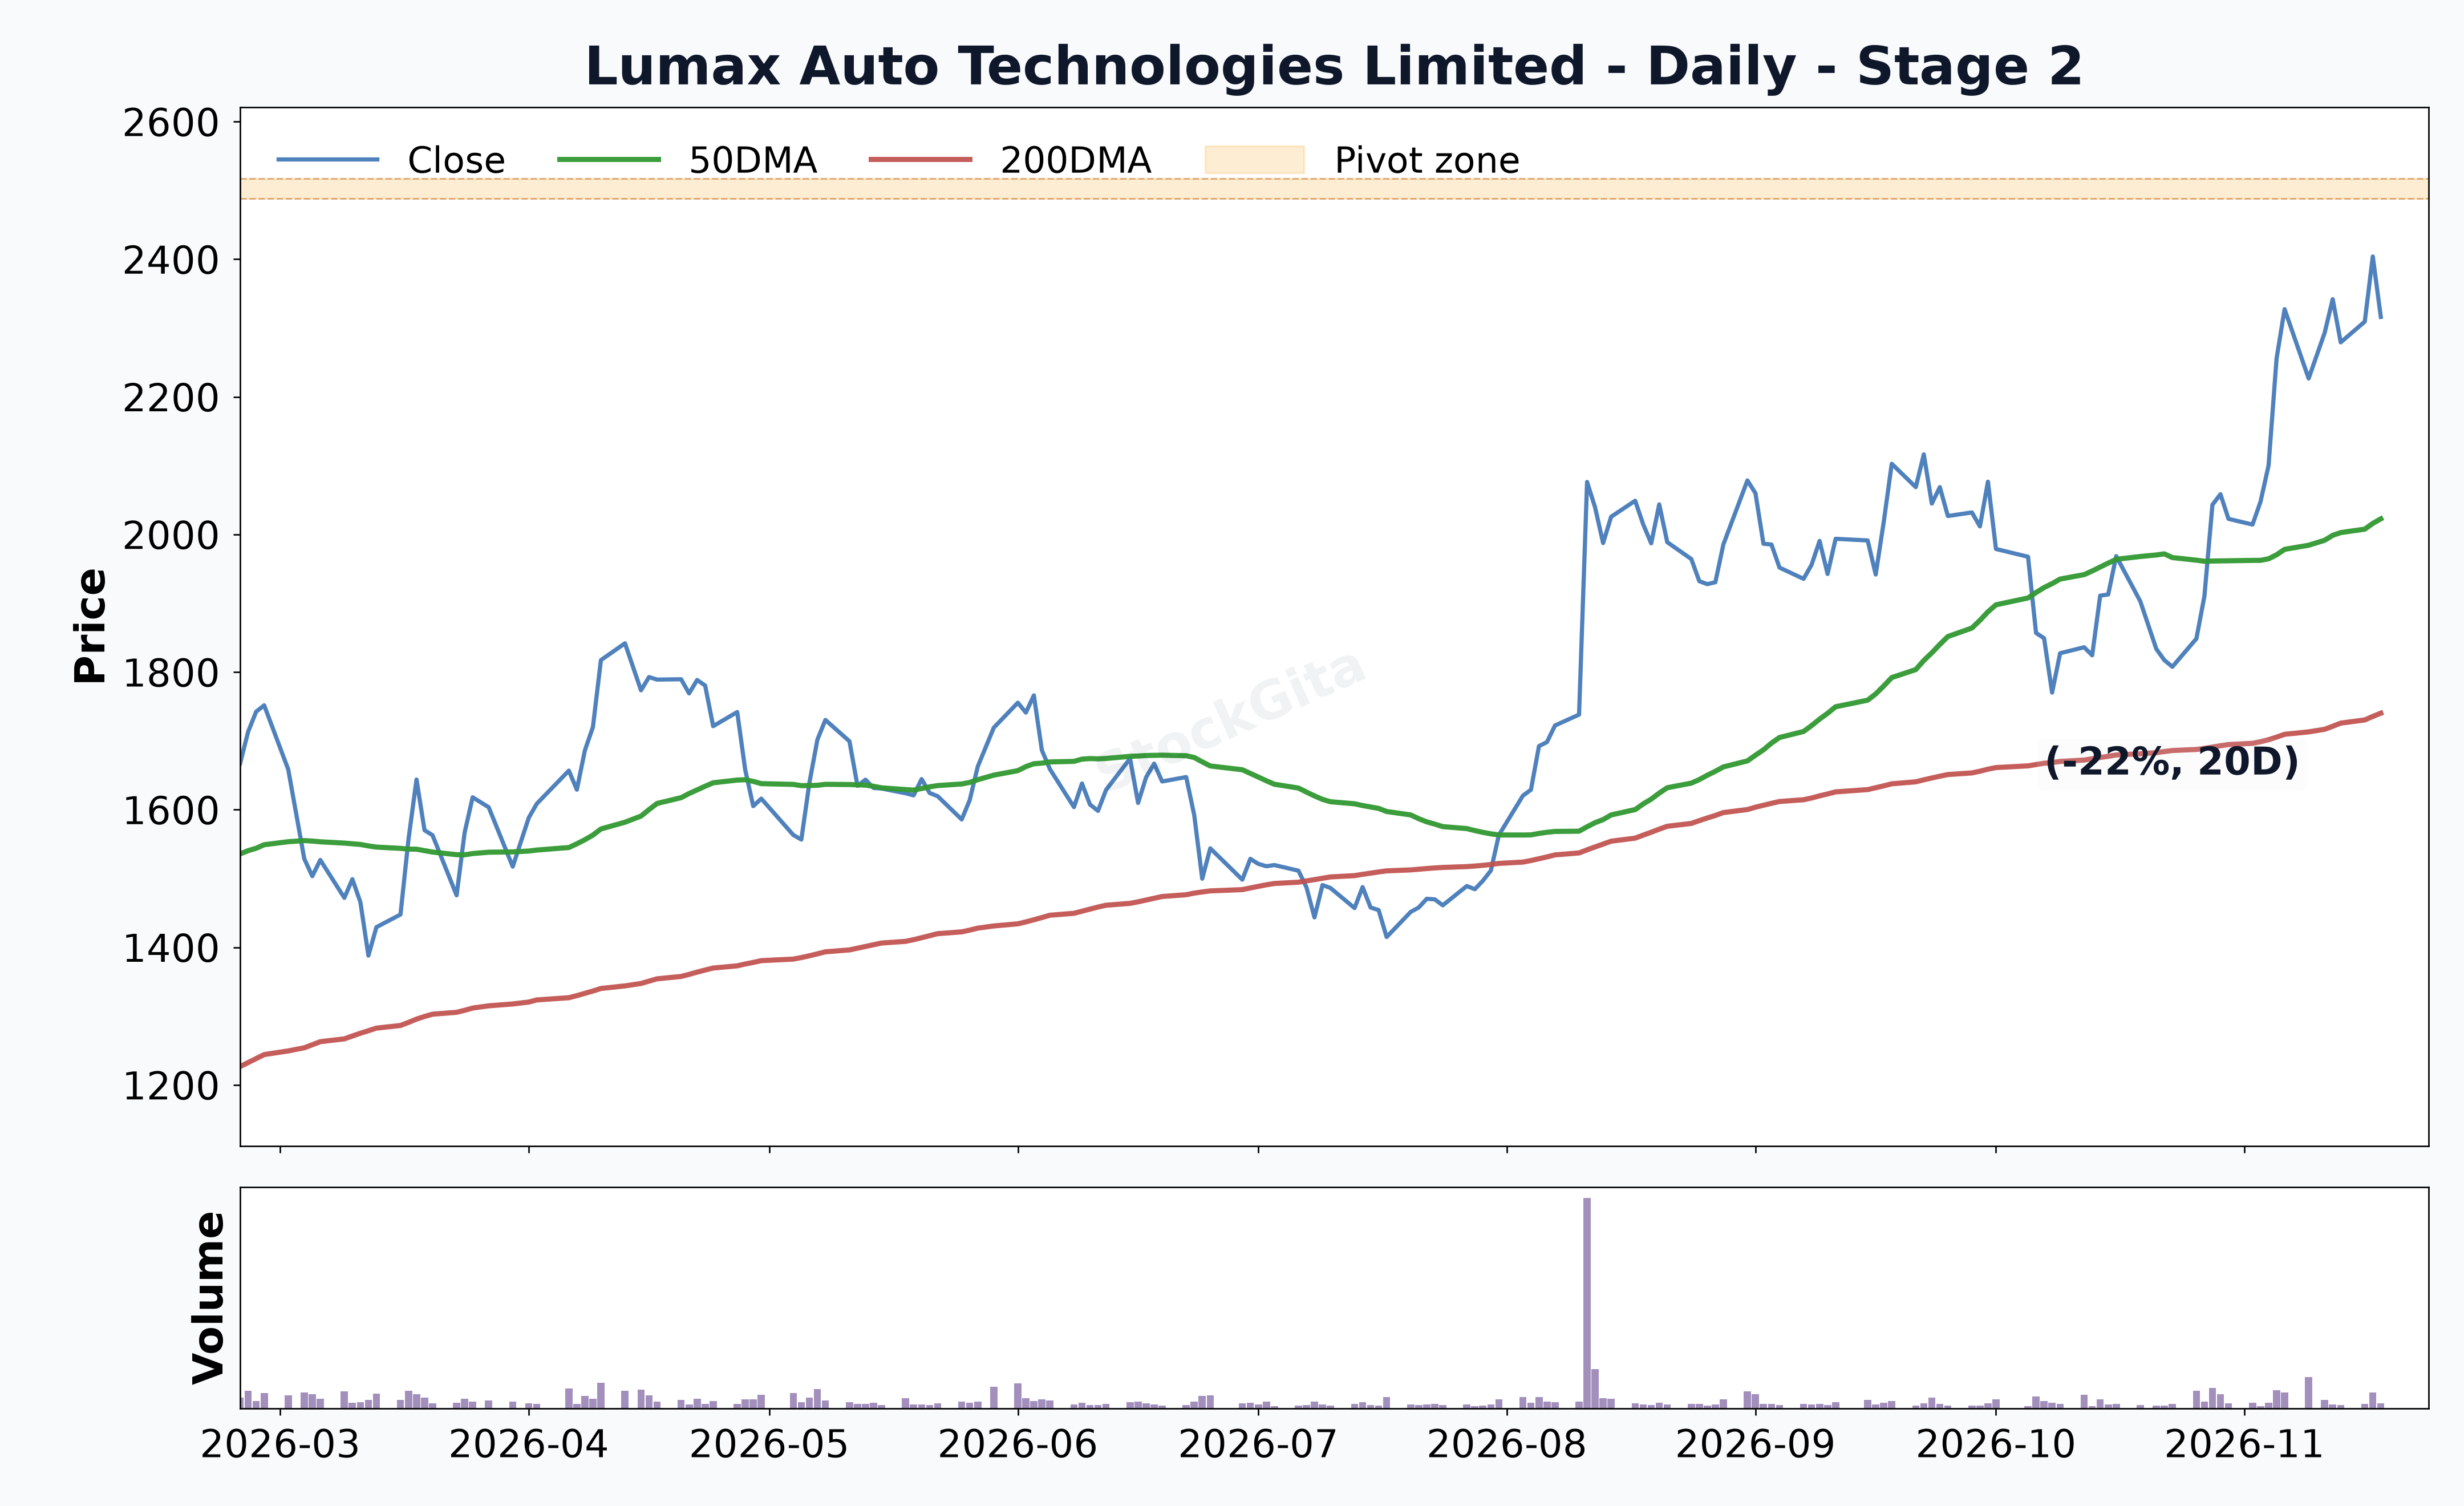 Lumax Auto Technologies Limited - Daily - Stage 2
Close 50DMA 200DMA Pivot zone
Price
2600
2400
2200
2000
1800
1600
1400
1200
StockGita
(-22%, 20D)
Volume
2026-03 2026-04 2026-05 2026-06 2026-07 2026-08 2026-09 2026-10 2026-11